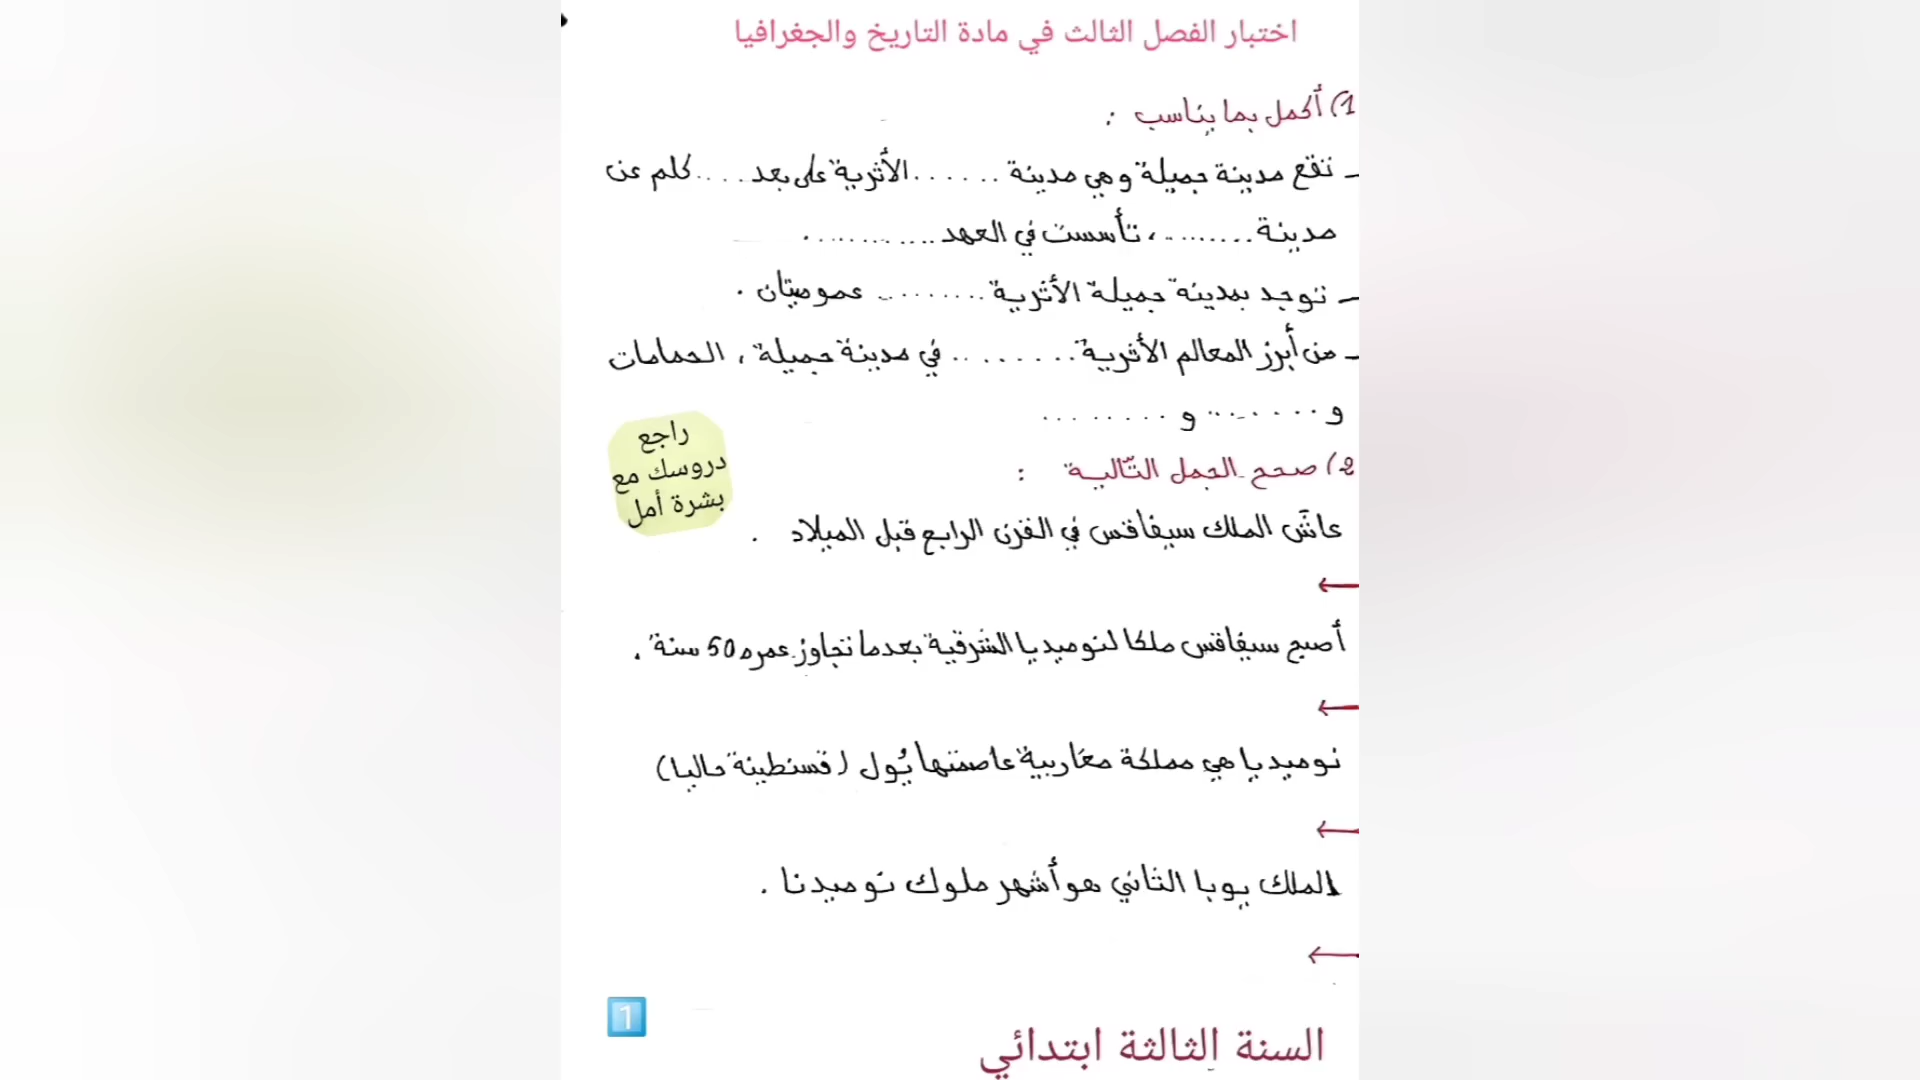 اختبار الفصل الثالث في مادة التاريخ والجغرافيا
1) أكمل بما يناسب :
_ تقع مدينة جميلة وهي مدينة ...... الأثرية على بعد .... كلم عن
مدينة ........، تأسست في العهد ............
_ توجد بمدينة جميلة الأثرية ......... عموميتان .
_ من أبرز المعالم الأثرية ........ في مدينة جميلة ، الحمامات
و ........ و ........
2) صحح الجمل التّالية :
راجع
دروسك مع
بشرة أمل
عاش الملك سيفاقس في القرن الرابع قبل الميلاد .
←
أصبح سيفاقس ملكا لنوميديا الشرقية بعدما تجاوز عمره 50 سنة .
←
نوميديا هي مملكة مغاربية عاصمتها يُول (قسنطينة حاليا)
←
الملك يوبا الثاني هو أشهر ملوك نوميدنا .
←
1
السنة الثالثة ابتدائي